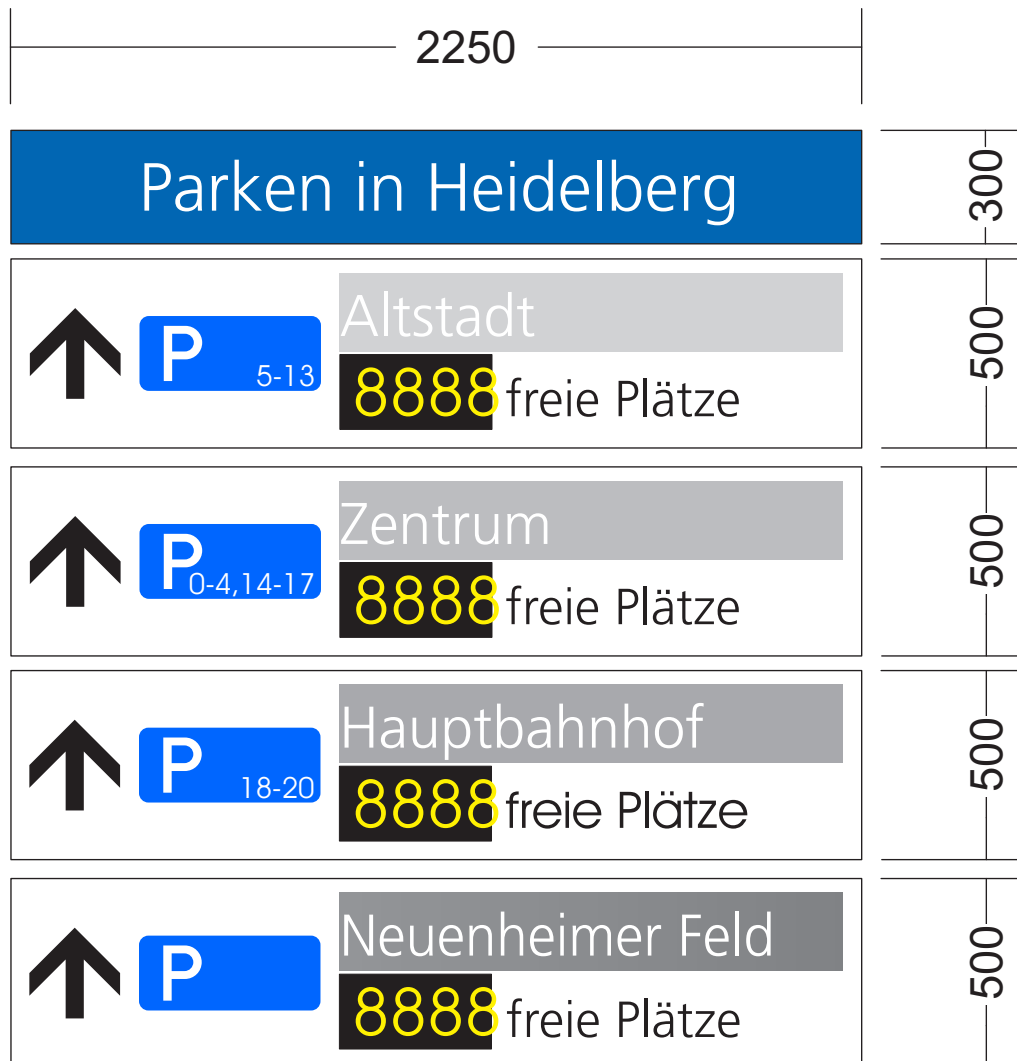 2250
Parken in Heidelberg
300
Altstadt
P 5-13
8888 freie Plätze
500
Zentrum
P 0-4,14-17
8888 freie Plätze
500
Hauptbahnhof
P 18-20
8888 freie Plätze
500
Neuenheimer Feld
P
8888 freie Plätze
500